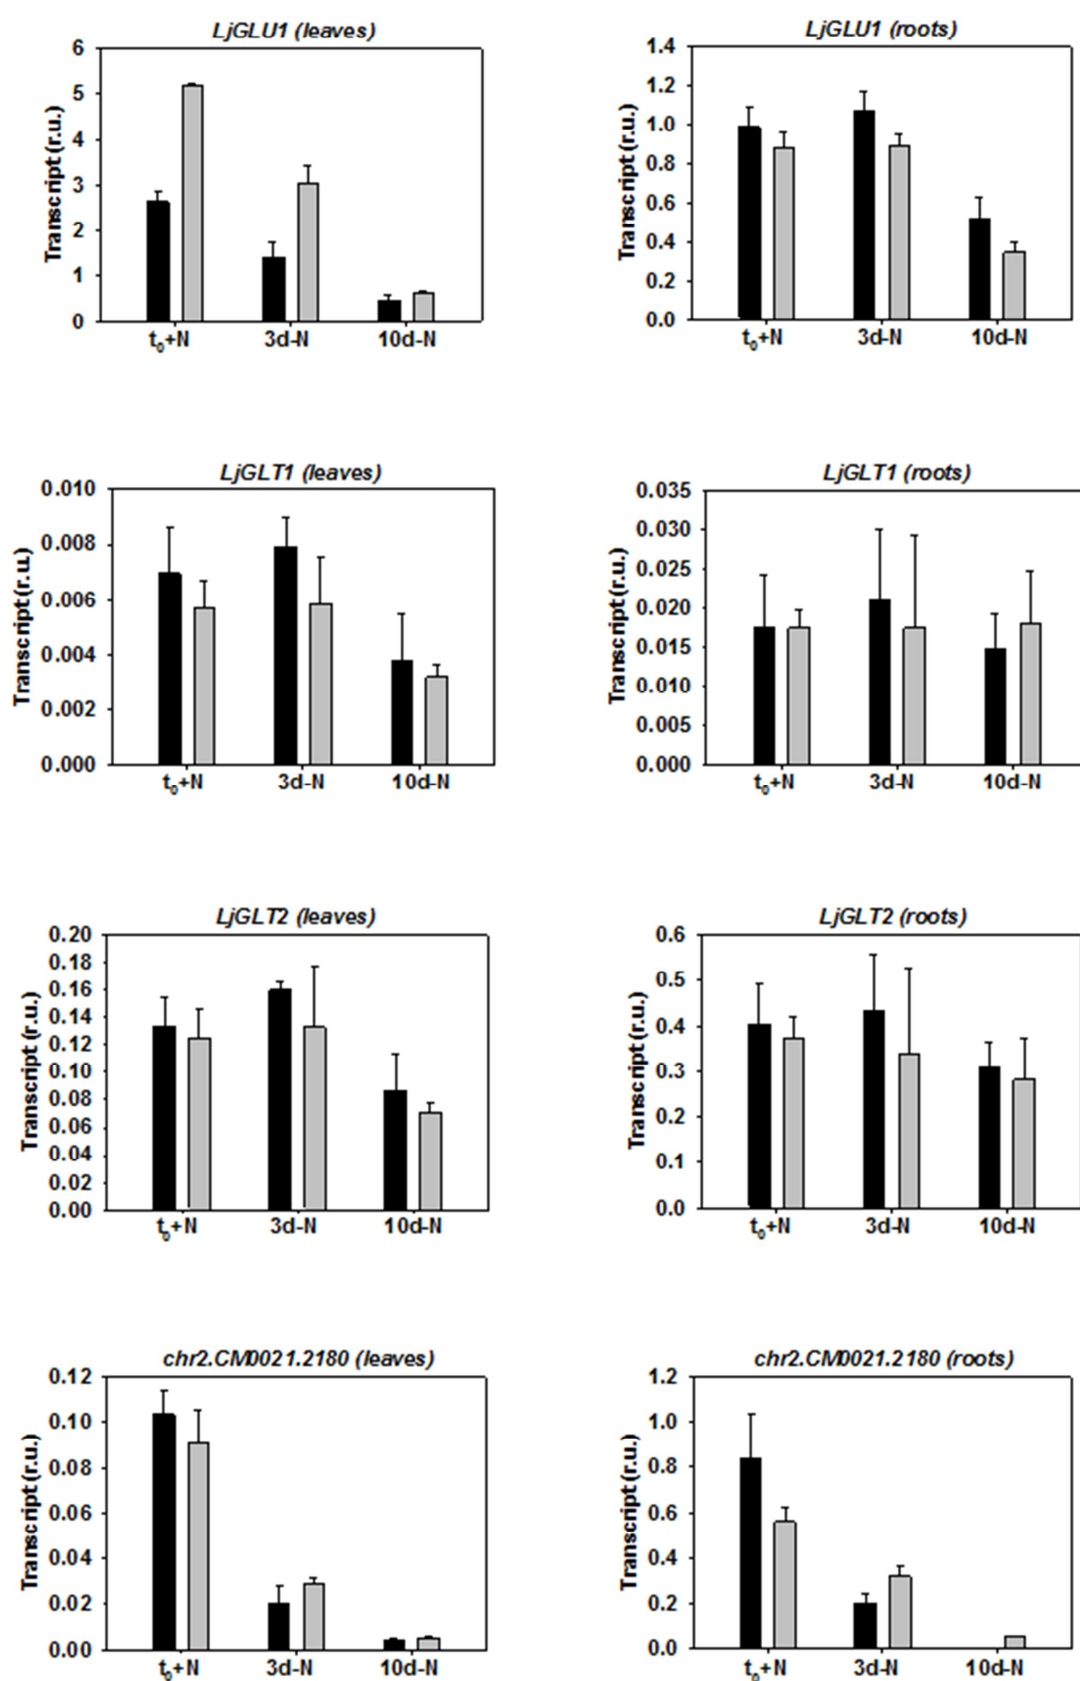 LjGLU1 (leaves)
6
5
4
3
2
1
0
Transcript (r.u.)
t0+N 3d-N 10d-N
LjGLU1 (roots)
1.4
1.2
1.0
0.8
0.6
0.4
0.2
0.0
Transcript (r.u.)
t0+N 3d-N 10d-N
LjGLT1 (leaves)
0.010
0.008
0.006
0.004
0.002
0.000
Transcript (r.u.)
t0+N 3d-N 10d-N
LjGLT1 (roots)
0.035
0.030
0.025
0.020
0.015
0.010
0.005
0.000
Transcript (r.u.)
t0+N 3d-N 10d-N
LjGLT2 (leaves)
0.20
0.18
0.16
0.14
0.12
0.10
0.08
0.06
0.04
0.02
0.00
Transcript (r.u.)
t0+N 3d-N 10d-N
LjGLT2 (roots)
0.6
0.5
0.4
0.3
0.2
0.1
0.0
Transcript (r.u.)
t0+N 3d-N 10d-N
chr2.CM0021.2180 (leaves)
0.12
0.10
0.08
0.06
0.04
0.02
0.00
Transcript (r.u.)
t0+N 3d-N 10d-N
chr2.CM0021.2180 (roots)
1.2
1.0
0.8
0.6
0.4
0.2
0.0
Transcript (r.u.)
t0+N 3d-N 10d-N